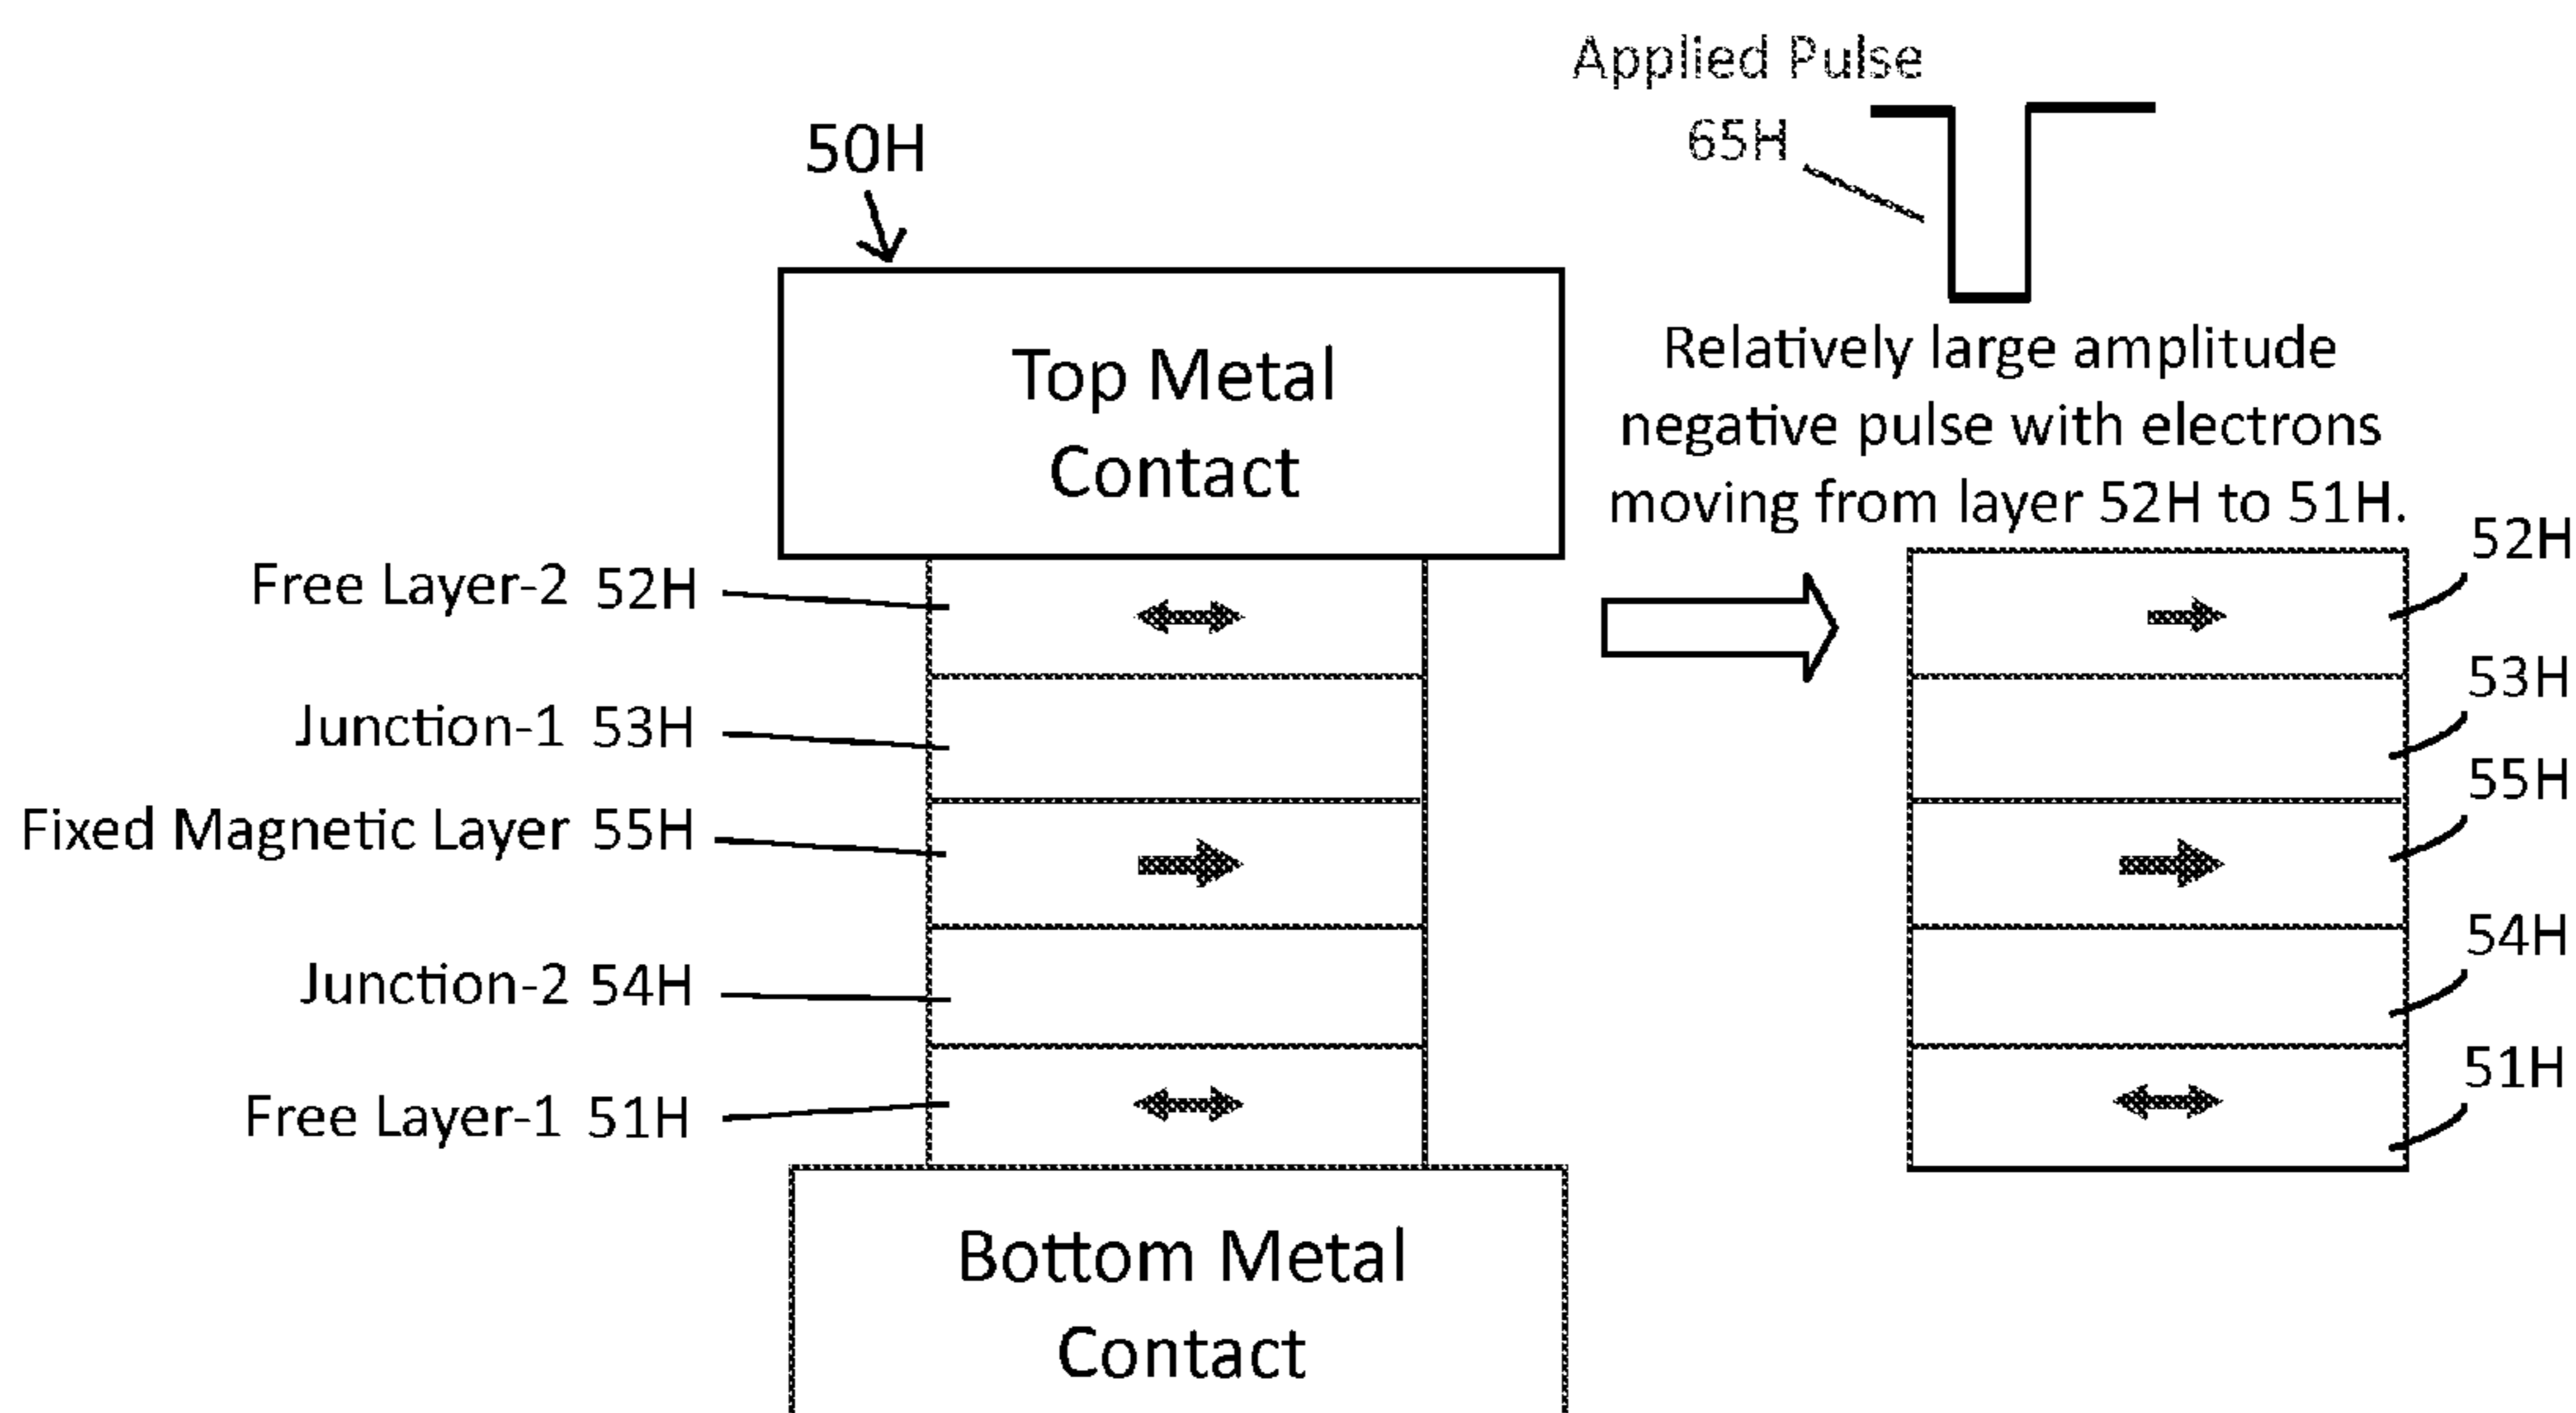 Applied Pulse
65H
50H
Relatively large amplitude
negative pulse with electrons
moving from layer 52H to 51H.
Top Metal
Contact
Free Layer-2 52H
Junction-1 53H
Fixed Magnetic Layer 55H
Junction-2 54H
Free Layer-1 51H
52H
53H
55H
54H
51H
Bottom Metal
Contact